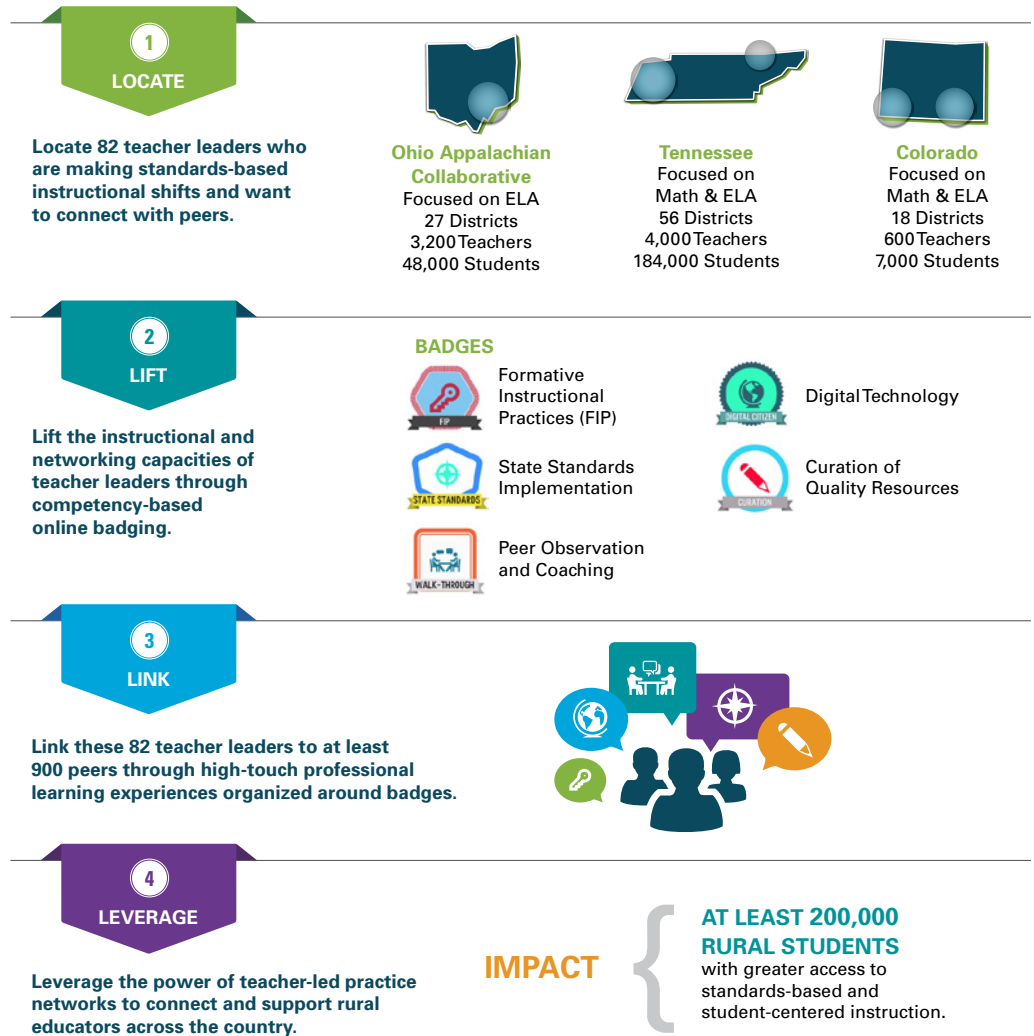 1
LOCATE
Locate 82 teacher leaders who
are making standards-based
instructional shifts and want
to connect with peers.
Ohio Appalachian
Collaborative
Focused on ELA
27 Districts
3,200 Teachers
48,000 Students
Tennessee
Focused on
Math & ELA
56 Districts
4,000 Teachers
184,000 Students
Colorado
Focused on
Math & ELA
18 Districts
600 Teachers
7,000 Students
2
LIFT
Lift the instructional and
networking capacities of
teacher leaders through
competency-based
online badging.
BADGES
FIP
Formative
Instructional
Practices (FIP)
DIGITAL CITIZEN
Digital Technology
STATE STANDARDS
State Standards
Implementation
CURATION
Curation of
Quality Resources
WALK-THROUGH
Peer Observation
and Coaching
3
LINK
Link these 82 teacher leaders to at least
900 peers through high-touch professional
learning experiences organized around badges.
4
LEVERAGE
Leverage the power of teacher-led practice
networks to connect and support rural
educators across the country.
IMPACT
AT LEAST 200,000
RURAL STUDENTS
with greater access to
standards-based and
student-centered instruction.